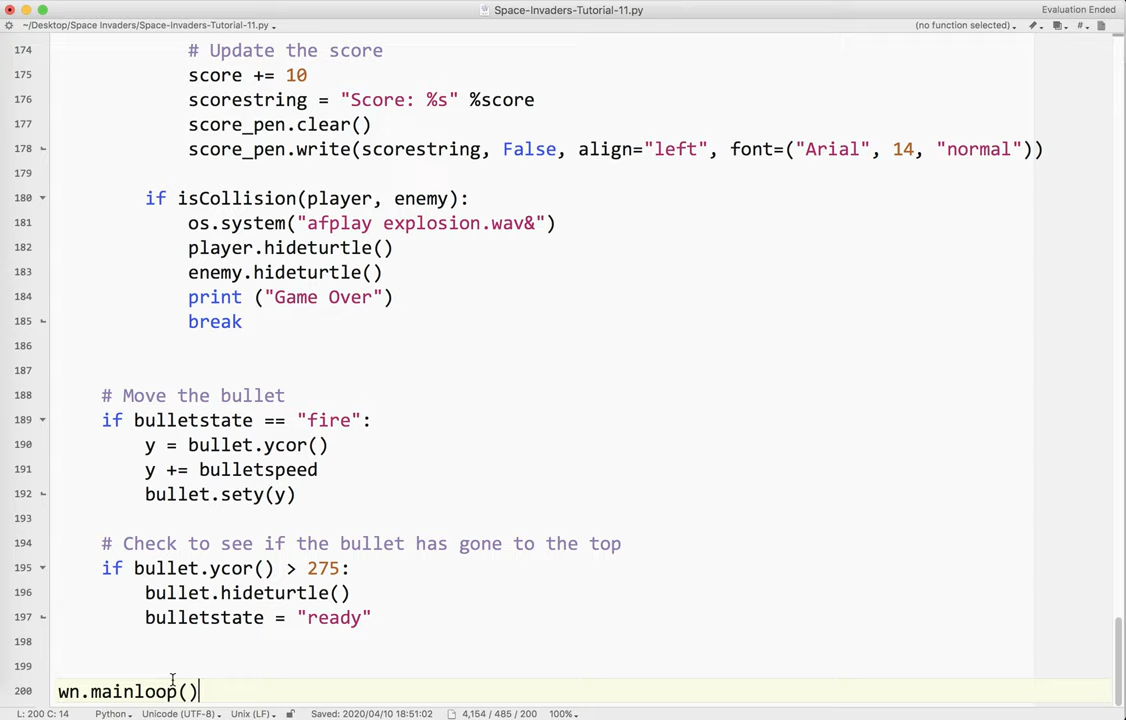 Space-Invaders-Tutorial-11.py
Evaluation Ended
~/Desktop/Space Invaders/Space-Invaders-Tutorial-11.py
(no function selected)
174 # Update the score
175 score += 10
176 scorestring = "Score: %s" %score
177 score_pen.clear()
178 score_pen.write(scorestring, False, align="left", font=("Arial", 14, "normal"))
179
180 if isCollision(player, enemy):
181 os.system("afplay explosion.wav&")
182 player.hideturtle()
183 enemy.hideturtle()
184 print ("Game Over")
185 break
186
187
188 # Move the bullet
189 if bulletstate == "fire":
190 y = bullet.ycor()
191 y += bulletspeed
192 bullet.sety(y)
193
194 # Check to see if the bullet has gone to the top
195 if bullet.ycor() > 275:
196 bullet.hideturtle()
197 bulletstate = "ready"
198
199
200 wn.mainloop()
L: 200 C: 14 Python Unicode (UTF-8) Unix (LF) Saved: 2020/04/10 18:51:02 4,154 / 485 / 200 100%